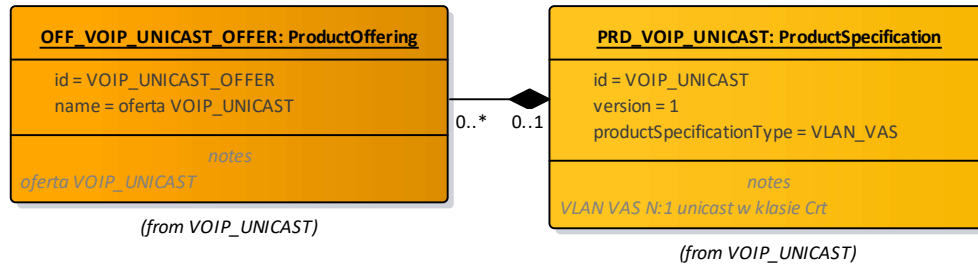 OFF_VOIP_UNICAST_OFFER: ProductOffering
id = VOIP_UNICAST_OFFER
name = oferta VOIP_UNICAST
notes
oferta VOIP_UNICAST
(from VOIP_UNICAST)
0..*
0..1
PRD_VOIP_UNICAST: ProductSpecification
id = VOIP_UNICAST
version = 1
productSpecificationType = VLAN_VAS
notes
VLAN VAS N:1 unicast w klasie Crt
(from VOIP_UNICAST)